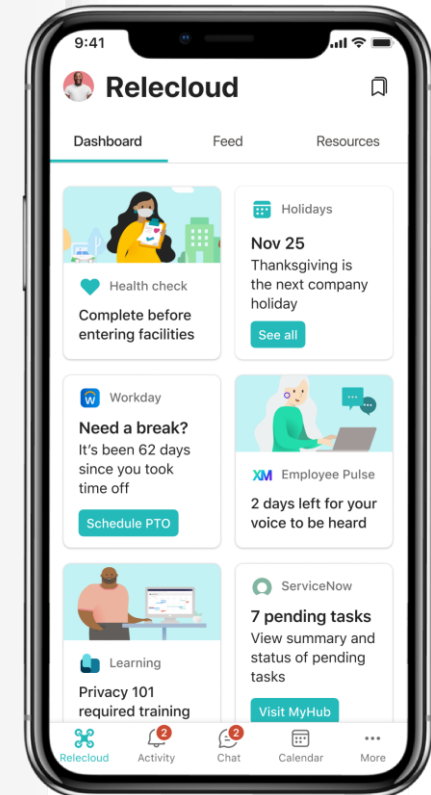 9:41
Relecloud
Dashboard
Feed
Resources
Health check
Complete before
entering facilities
Holidays
Nov 25
Thanksgiving is
the next company
holiday
See all
W
Workday
Need a break?
It's been 62 days
since you took
time off
Schedule PTO
XM Employee Pulse
2 days left for your
voice to be heard
Learning
Privacy 101
required training
ServiceNow
7 pending tasks
View summary and
status of pending
tasks
Visit MyHub
Relecloud
2
Activity
2
Chat
Calendar
More